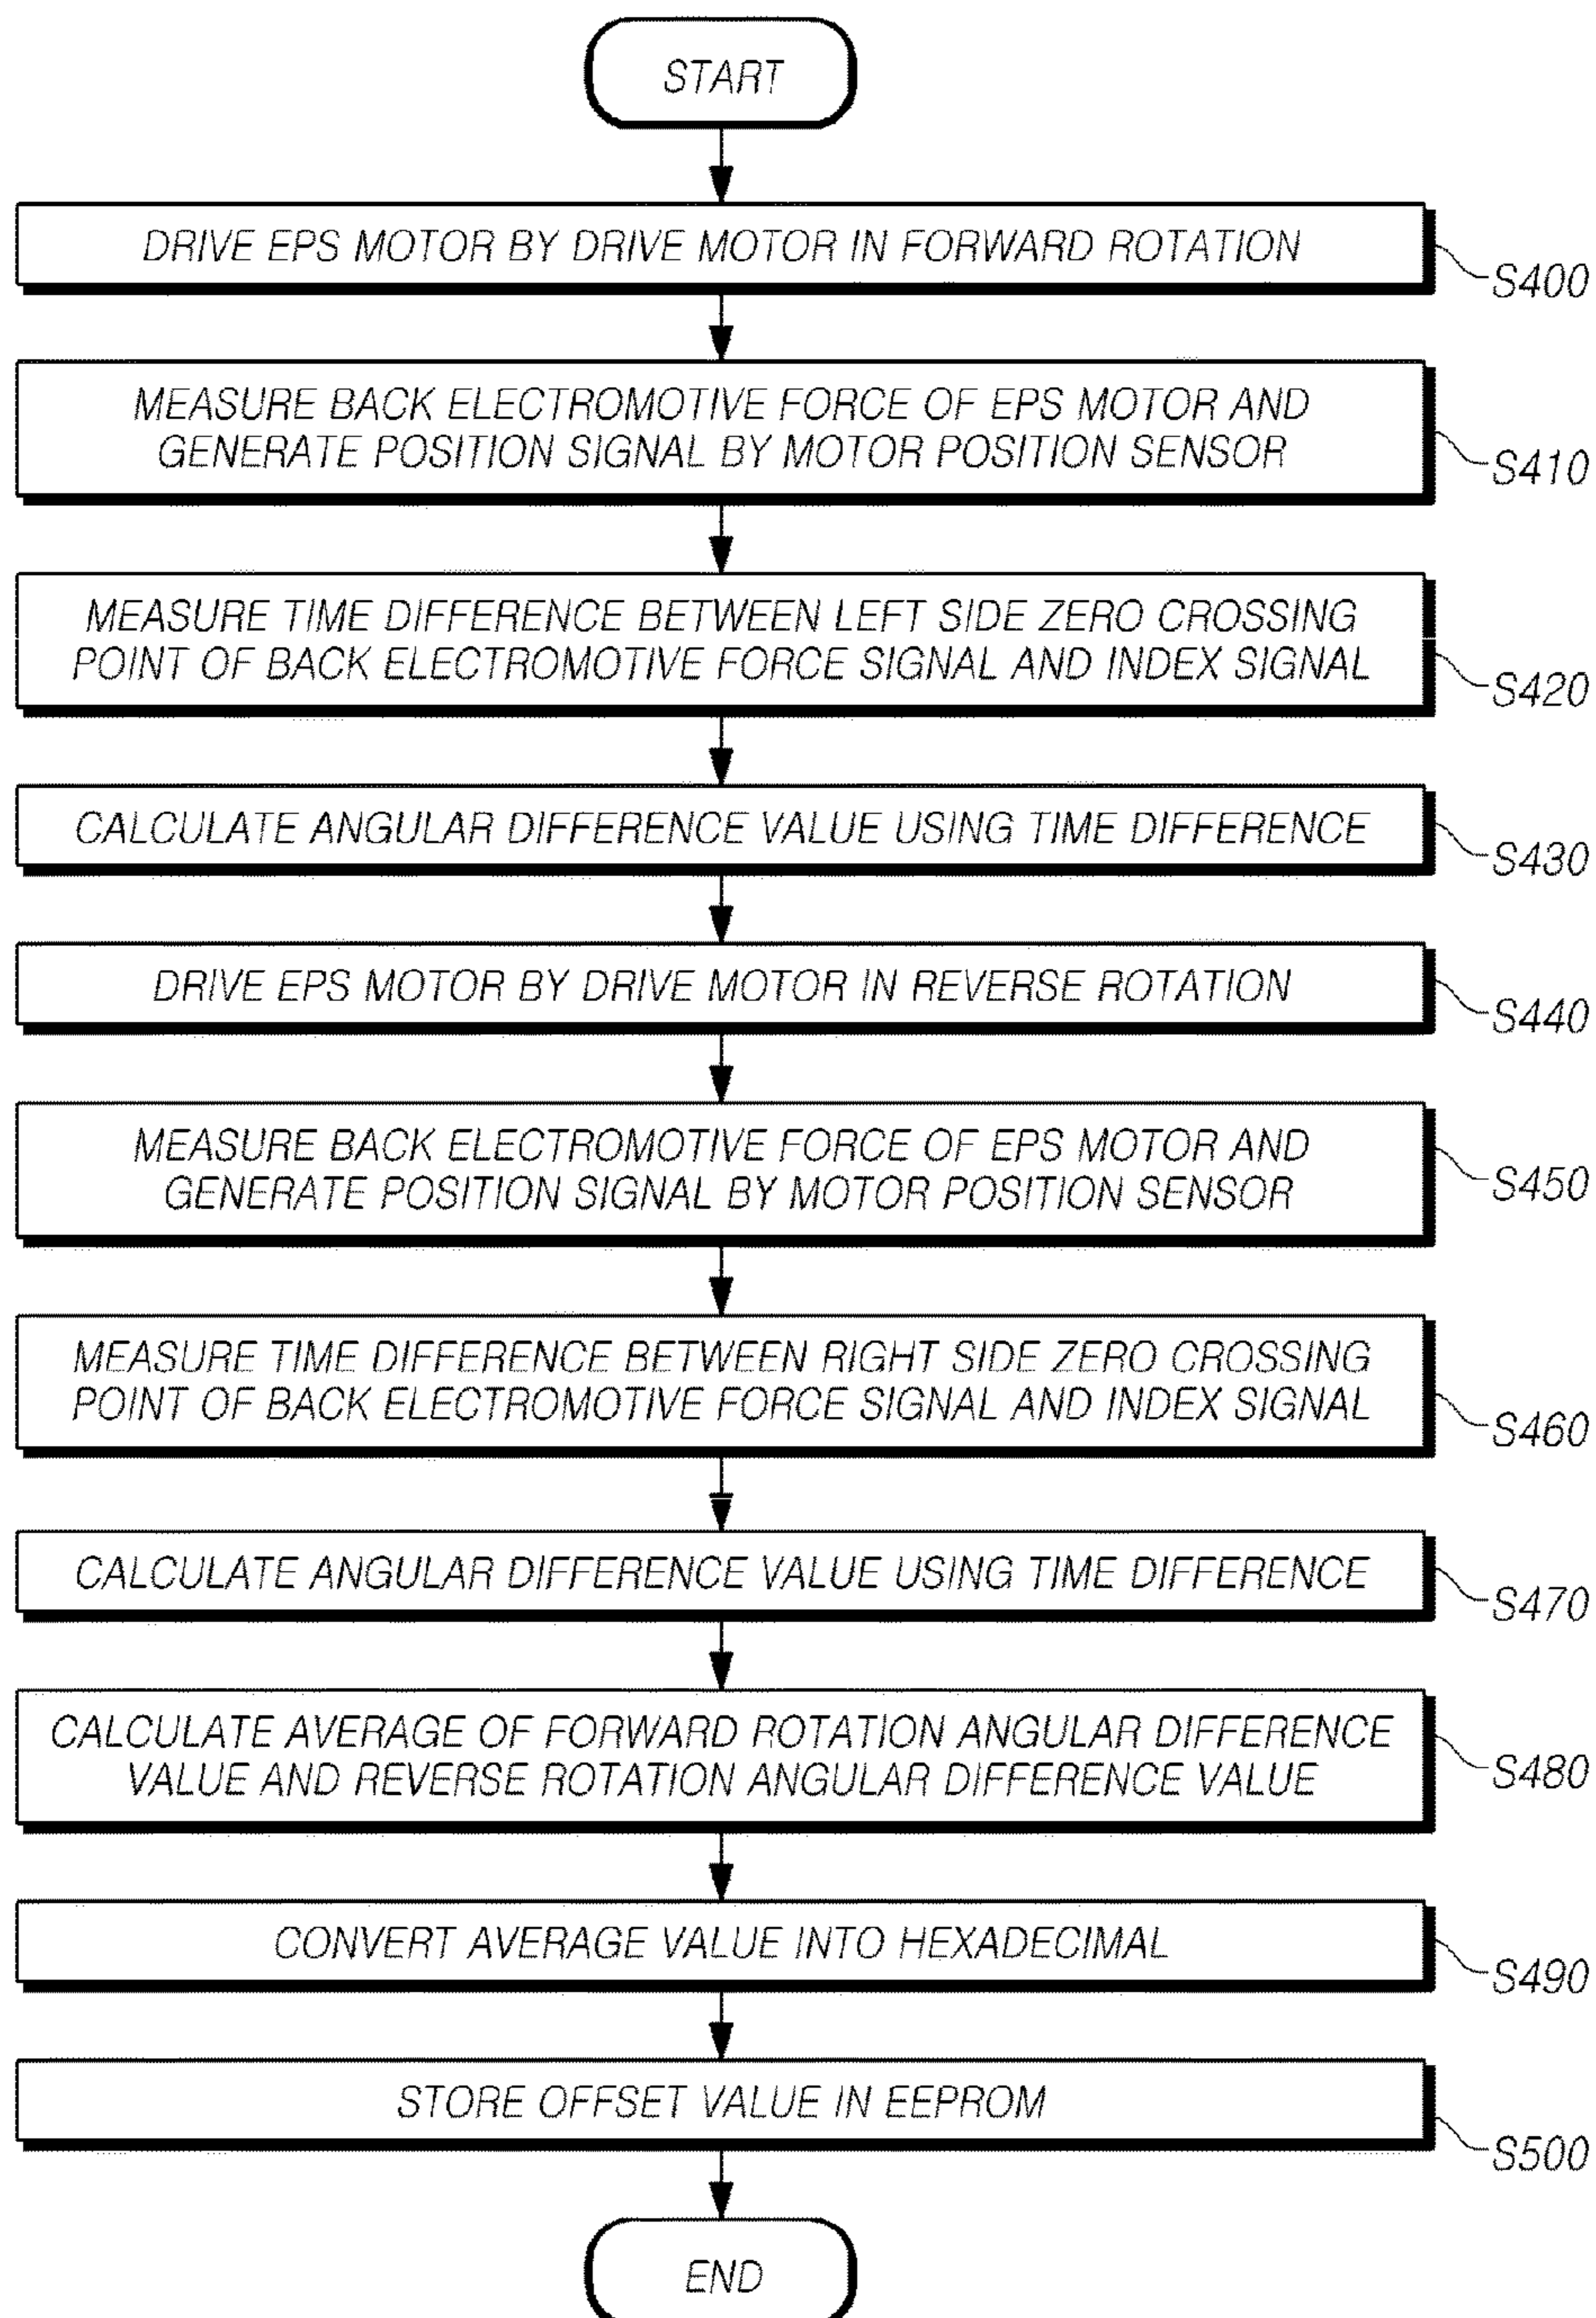 START
DRIVE EPS MOTOR BY DRIVE MOTOR IN FORWARD ROTATION
S400
MEASURE BACK ELECTROMOTIVE FORCE OF EPS MOTOR AND
GENERATE POSITION SIGNAL BY MOTOR POSITION SENSOR
S410
MEASURE TIME DIFFERENCE BETWEEN LEFT SIDE ZERO CROSSING
POINT OF BACK ELECTROMOTIVE FORCE SIGNAL AND INDEX SIGNAL
S420
CALCULATE ANGULAR DIFFERENCE VALUE USING TIME DIFFERENCE
S430
DRIVE EPS MOTOR BY DRIVE MOTOR IN REVERSE ROTATION
S440
MEASURE BACK ELECTROMOTIVE FORCE OF EPS MOTOR AND
GENERATE POSITION SIGNAL BY MOTOR POSITION SENSOR
S450
MEASURE TIME DIFFERENCE BETWEEN RIGHT SIDE ZERO CROSSING
POINT OF BACK ELECTROMOTIVE FORCE SIGNAL AND INDEX SIGNAL
S460
CALCULATE ANGULAR DIFFERENCE VALUE USING TIME DIFFERENCE
S470
CALCULATE AVERAGE OF FORWARD ROTATION ANGULAR DIFFERENCE
VALUE AND REVERSE ROTATION ANGULAR DIFFERENCE VALUE
S480
CONVERT AVERAGE VALUE INTO HEXADECIMAL
S490
STORE OFFSET VALUE IN EEPROM
S500
END